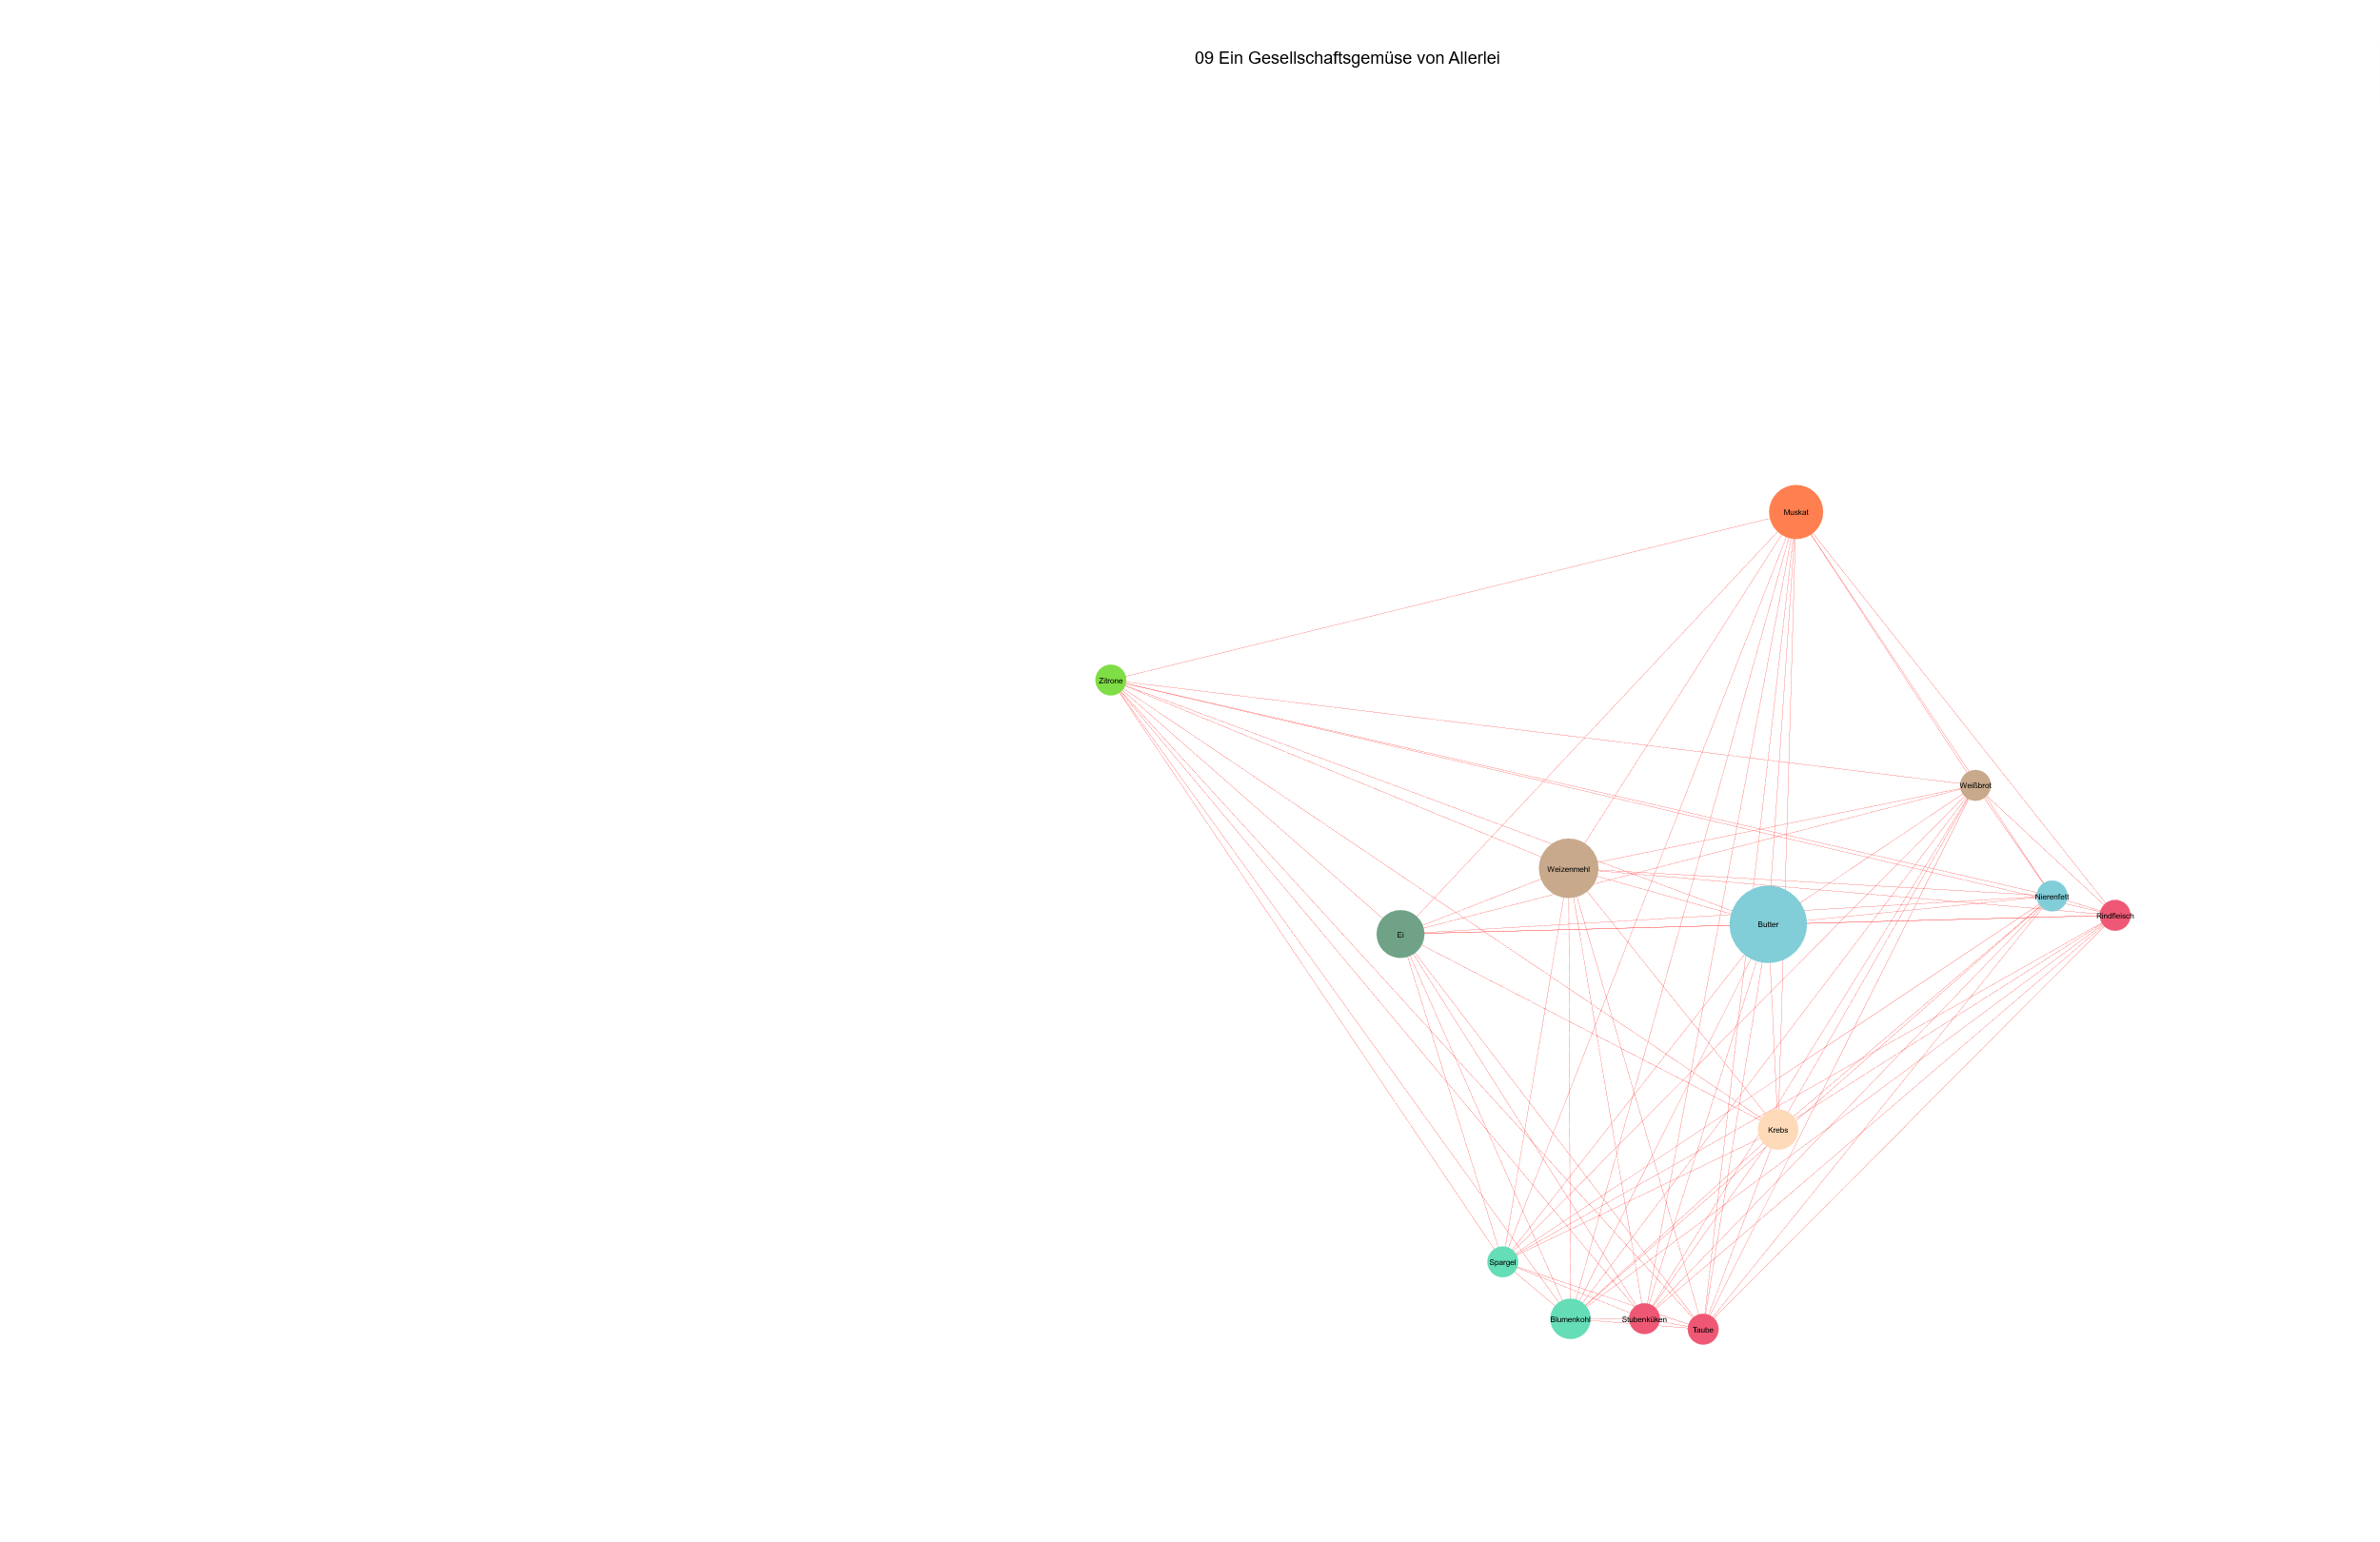 09 Ein Gesellschaftsgemüse von Allerlei
Muskat
Zitrone
Weißbrot
Weizenmehl
Nierenfett
Rindfleisch
Butter
Ei
Krebs
Spargel
Blumenkohl
Stubenküken
Taube